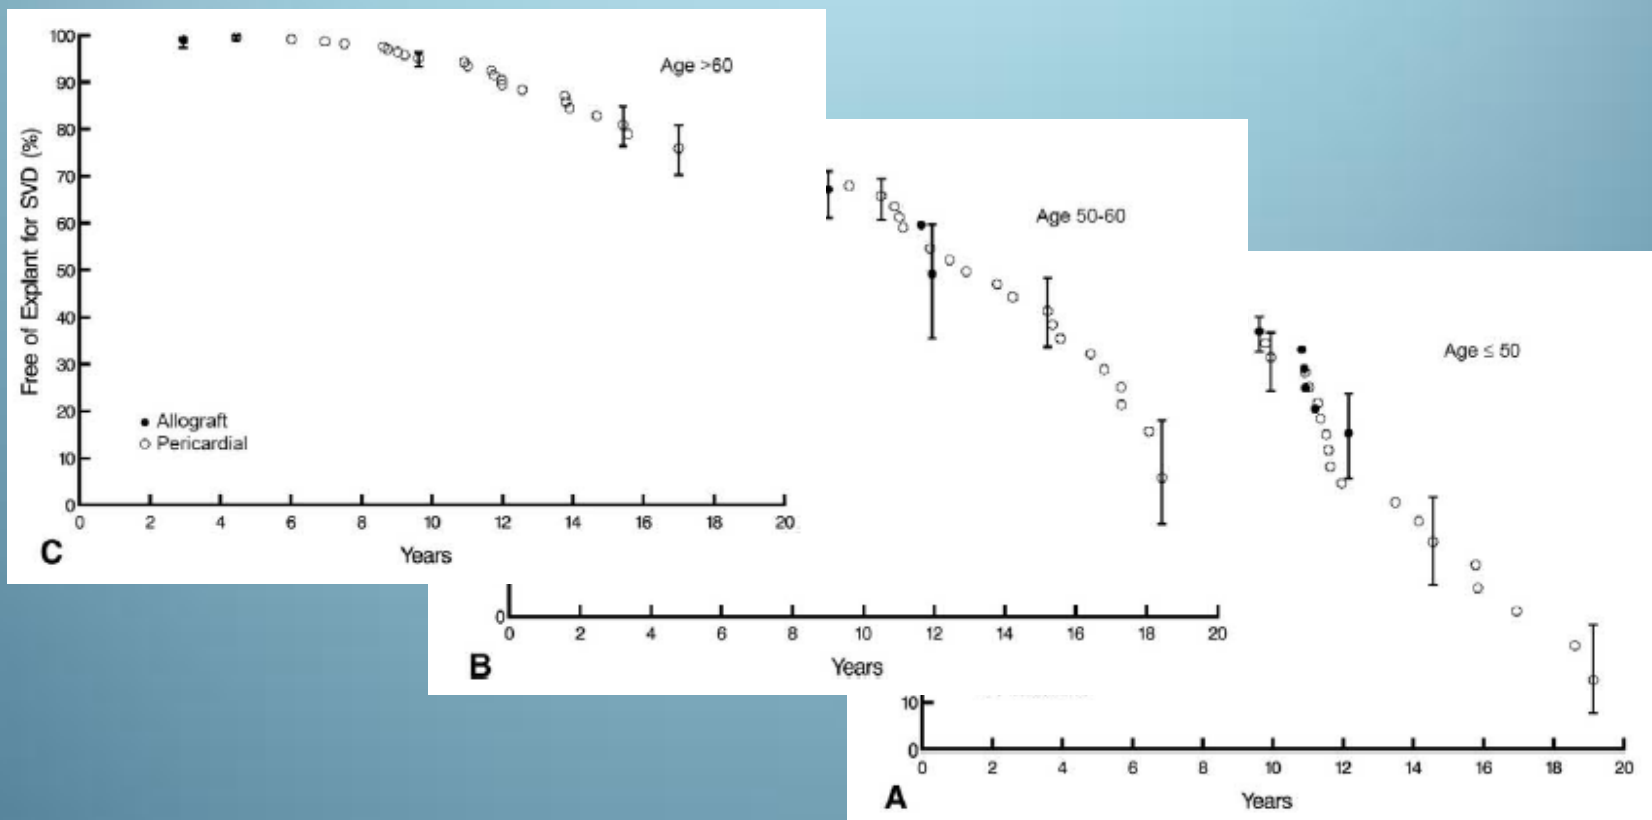 100
90
80
70
60
50
40
30
20
10
0
Free of Explant for SVD (%)
Age >60
Allograft
Pericardial
0 2 4 6 8 10 12 14 16 18 20
Years
C
Age 50-60
0
0 2 4 6 8 10 12 14 16 18 20
Years
B
Age ≤ 50
10
0
0 2 4 6 8 10 12 14 16 18 20
Years
A